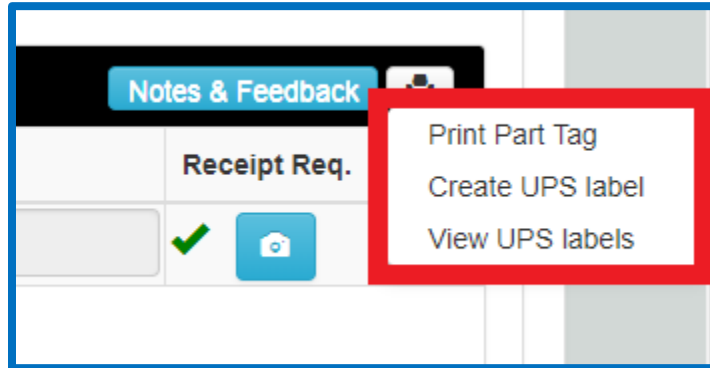 Notes & Feedback
Print Part Tag
Receipt Req.
Create UPS label
View UPS labels